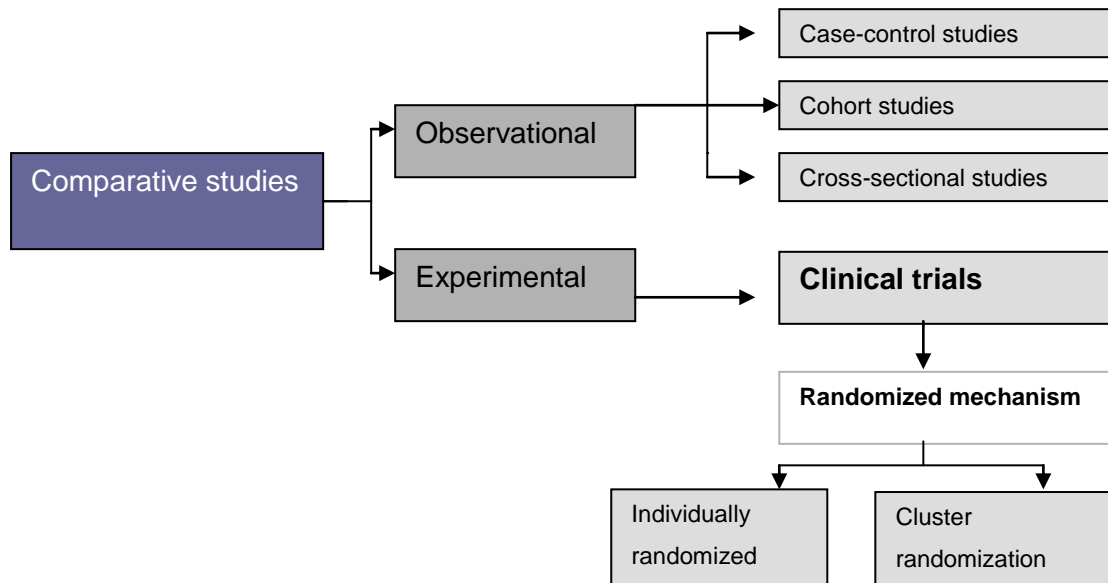 Case-control studies
Observational
Cohort studies
Comparative studies
Cross-sectional studies
Experimental
Clinical trials
Randomized mechanism
Individually
randomized
Cluster
randomization